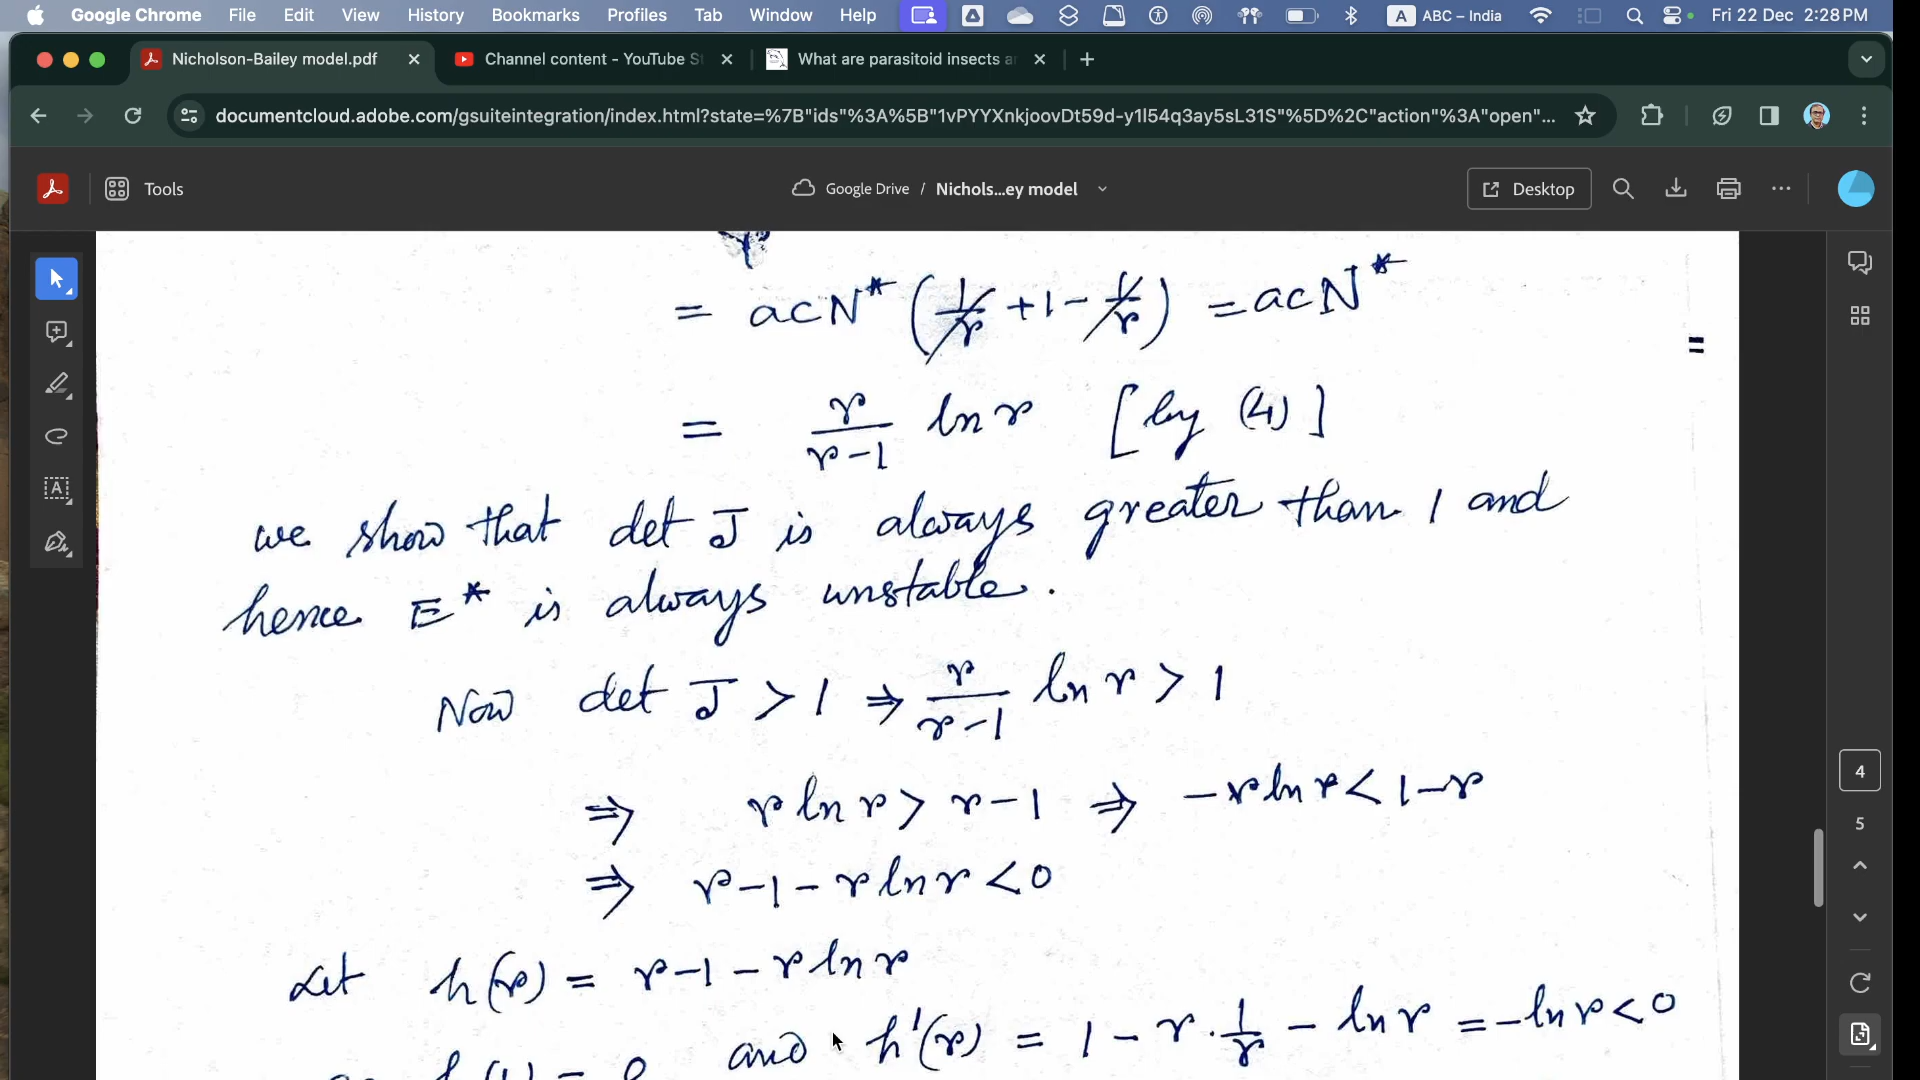 Google Chrome File Edit View History Bookmarks Profiles Tab Window Help A ABC – India Fri 22 Dec 2:28 PM
Nicholson-Bailey model.pdf Channel content - YouTube S What are parasitoid insects a
documentcloud.adobe.com/gsuiteintegration/index.html?state=%7B"ids"%3A%5B"1vPYYXnkjoovDt59d-y1l54q3ay5sL31S"%5D%2C"action"%3A"open"...
Tools Google Drive / Nichols...ey model Desktop
= acN* (1/r + 1 - 1/r) = acN*
=
= r/(r-1) ln r [by (4)]
we show that det J is always greater than 1 and
hence E* is always unstable.
Now det J > 1 ⇒ r/(r-1) ln r > 1
⇒ r ln r > r-1 ⇒ -r ln r < 1-r
⇒ r-1-r ln r < 0
Let h(r) = r-1-r ln r
and h'(r) = 1 - r . 1/r - ln r = - ln r < 0
4
5